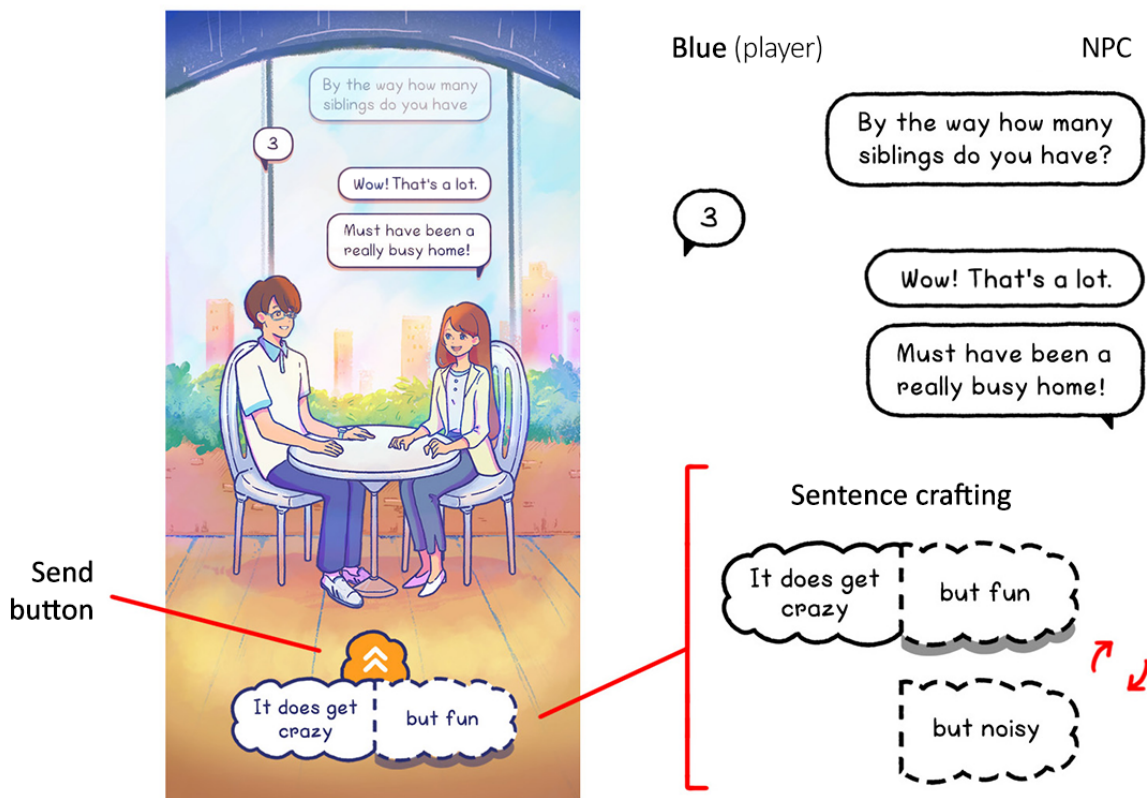 By the way how many
siblings do you have
3
Wow! That's a lot.
Must have been a
really busy home!
Send
button
It does get
crazy
but fun
Blue (player)
NPC
By the way how many
siblings do you have?
3
Wow! That's a lot.
Must have been a
really busy home!
Sentence crafting
It does get
crazy
but fun
but noisy